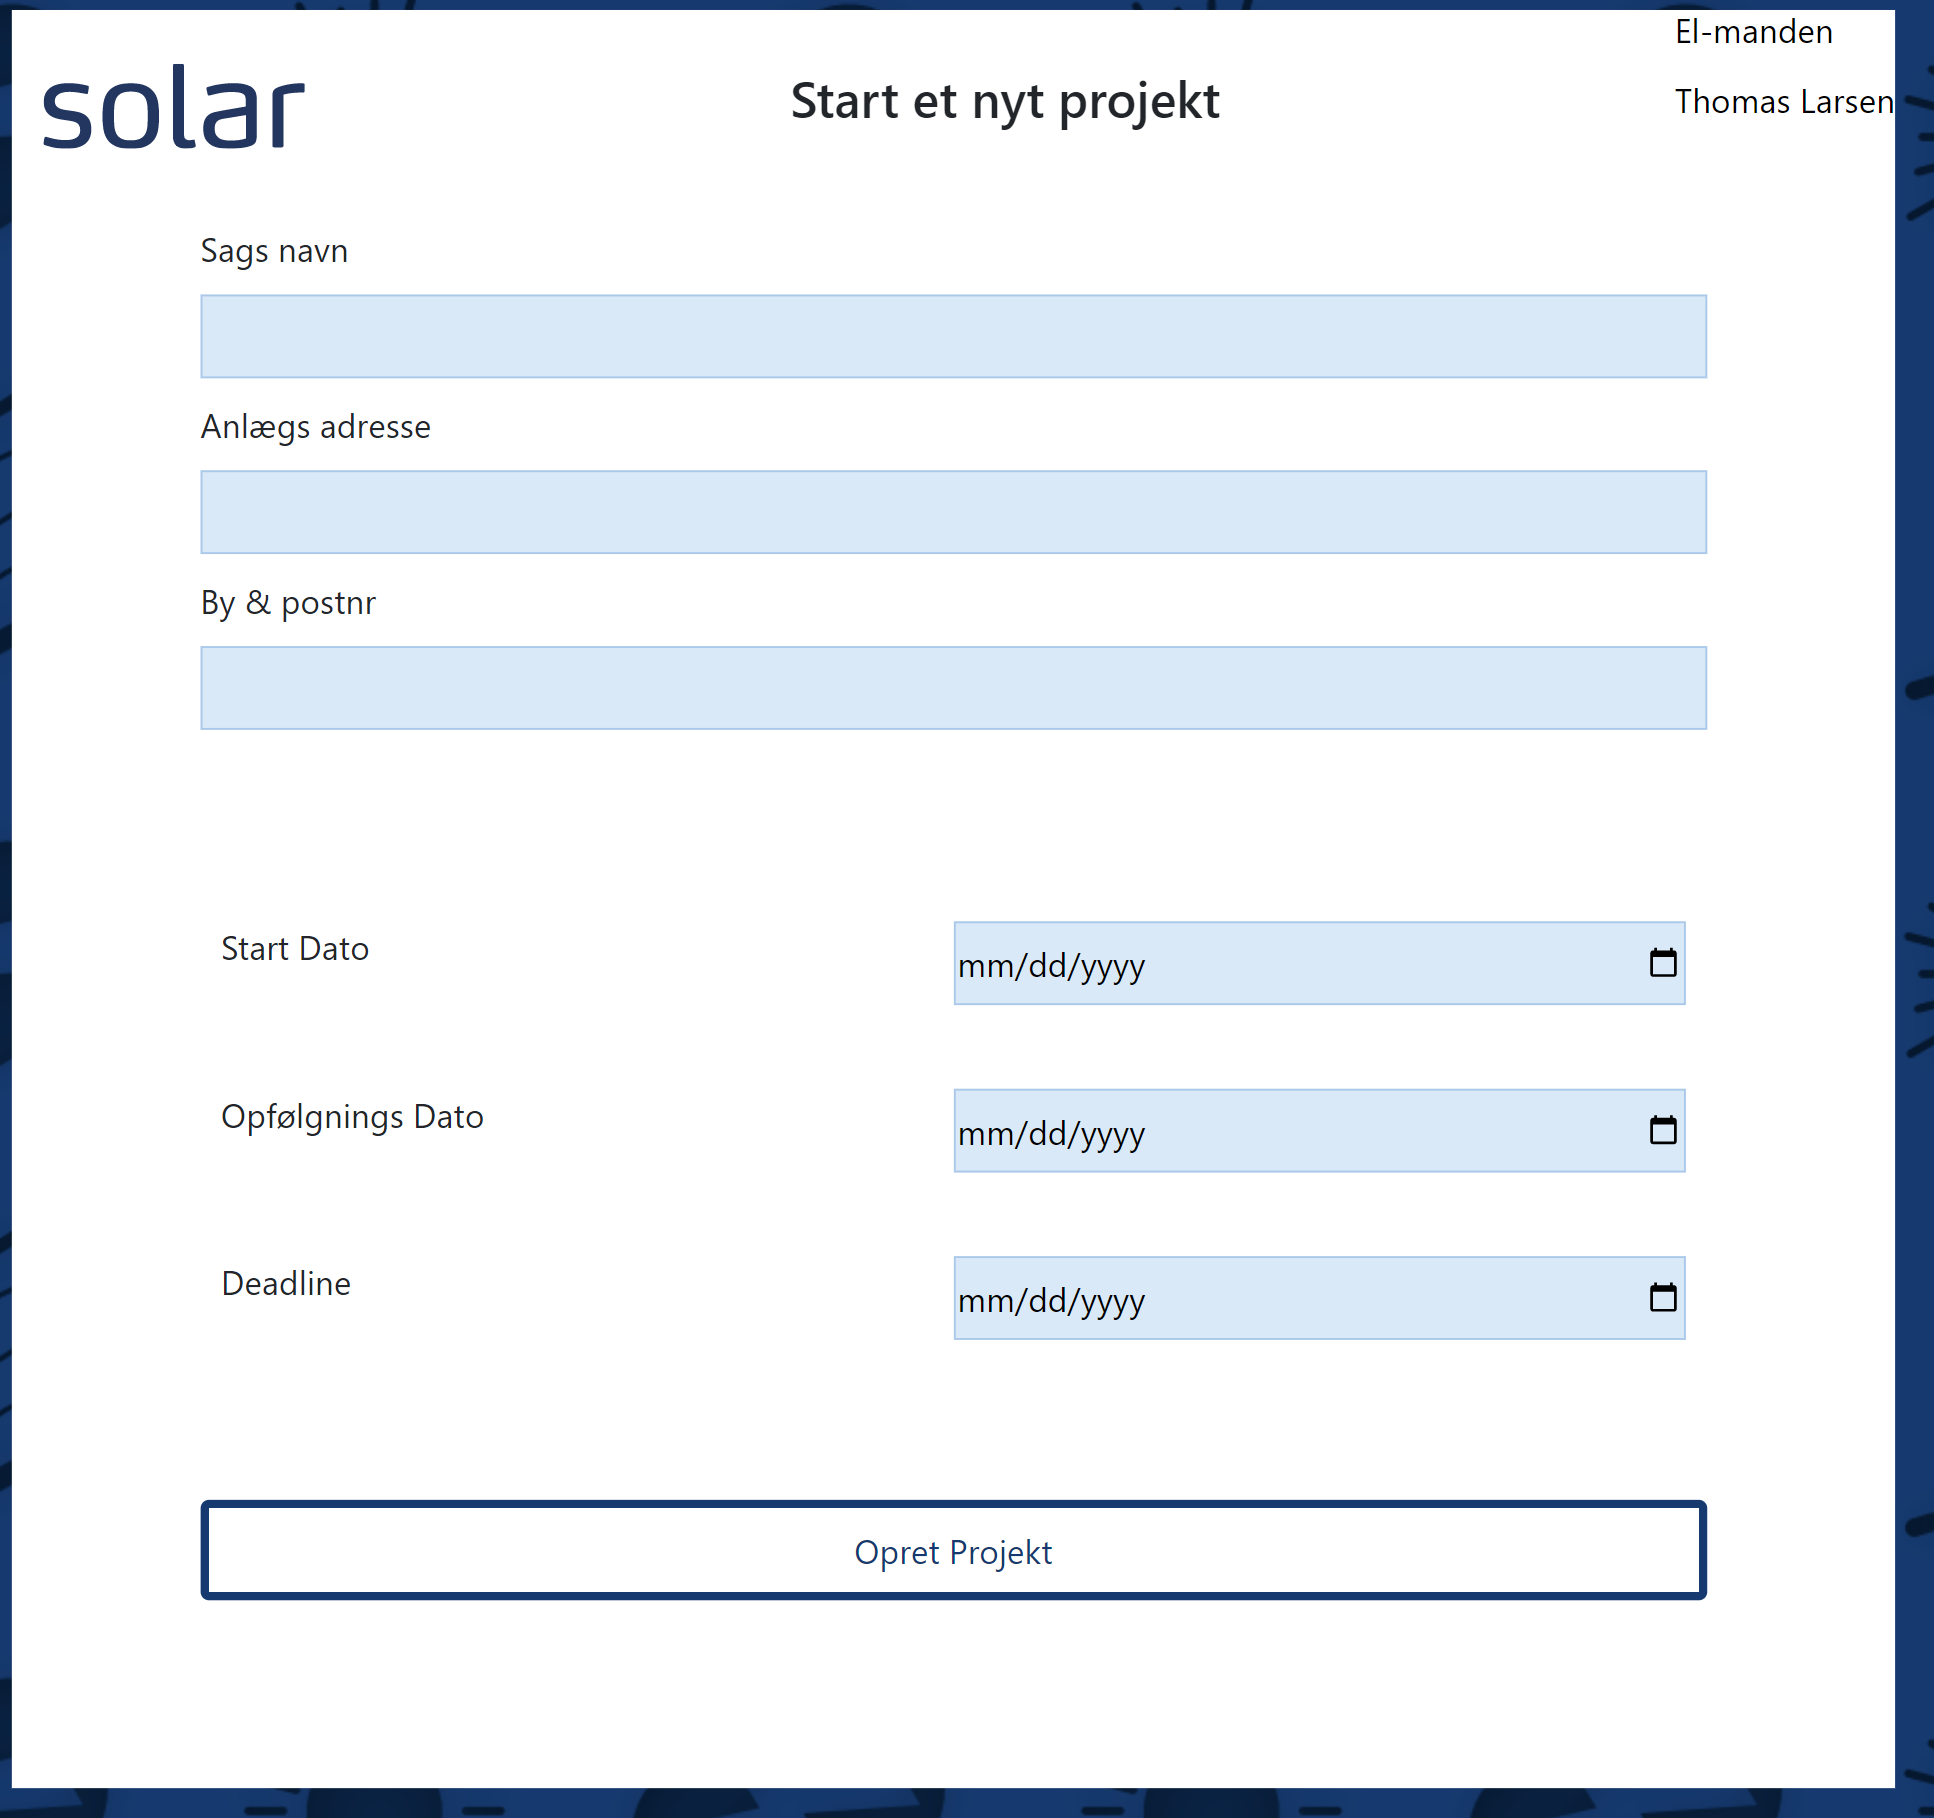 El-manden
solar
Start et nyt projekt
Thomas Larsen
Sags navn
Anlægs adresse
By & postnr
Start Dato
mm/dd/yyyy
Opfølgnings Dato
mm/dd/yyyy
Deadline
mm/dd/yyyy
Opret Projekt